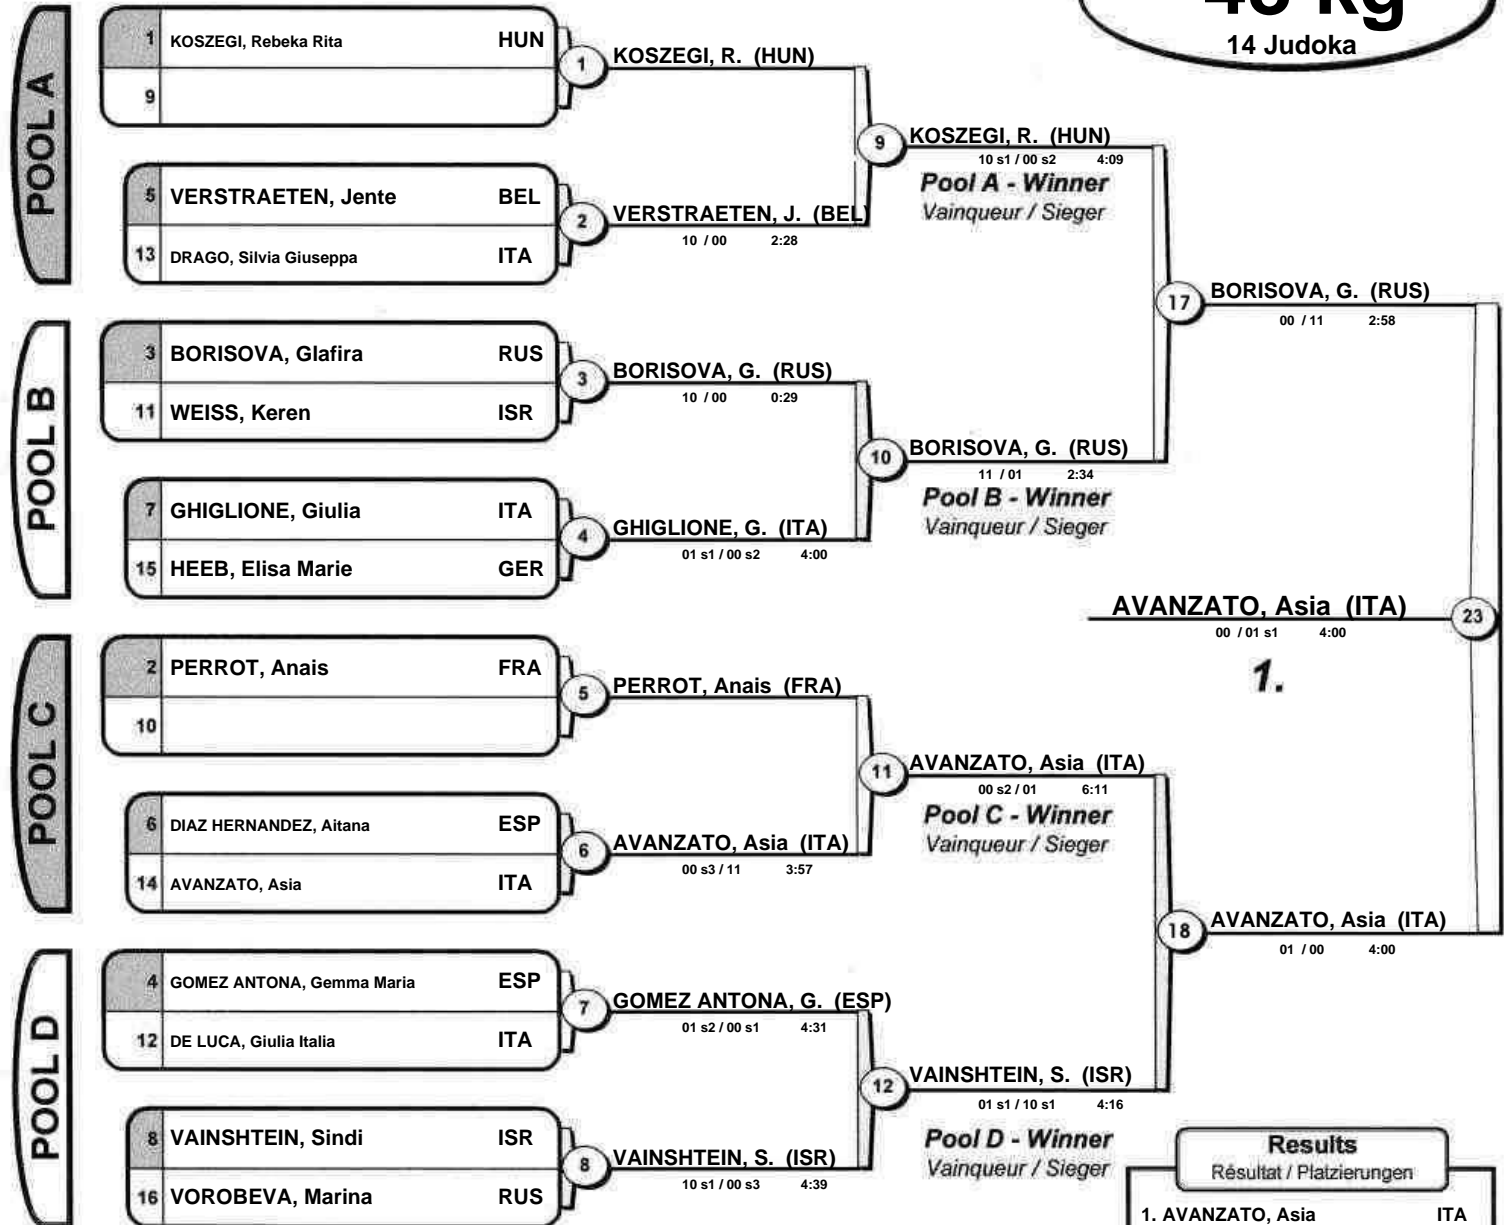 48 kg
14 Judoka
POOL A
1 KOSZEGI, Rebeka Rita HUN
9
1 KOSZEGI, R. (HUN)
5 VERSTRAETEN, Jente BEL
13 DRAGO, Silvia Giuseppa ITA
2 VERSTRAETEN, J. (BEL)
10 / 00 2:28
9 KOSZEGI, R. (HUN)
10 s1 / 00 s2 4:09
Pool A - Winner
Vainqueur / Sieger
POOL B
3 BORISOVA, Glafira RUS
11 WEISS, Keren ISR
3 BORISOVA, G. (RUS)
10 / 00 0:29
7 GHIGLIONE, Giulia ITA
15 HEEB, Elisa Marie GER
4 GHIGLIONE, G. (ITA)
01 s1 / 00 s2 4:00
10 BORISOVA, G. (RUS)
11 / 01 2:34
Pool B - Winner
Vainqueur / Sieger
17 BORISOVA, G. (RUS)
00 / 11 2:58
POOL C
2 PERROT, Anais FRA
10
5 PERROT, Anais (FRA)
6 DIAZ HERNANDEZ, Aitana ESP
14 AVANZATO, Asia ITA
6 AVANZATO, Asia (ITA)
00 s3 / 11 3:57
11 AVANZATO, Asia (ITA)
00 s2 / 01 6:11
Pool C - Winner
Vainqueur / Sieger
POOL D
4 GOMEZ ANTONA, Gemma Maria ESP
12 DE LUCA, Giulia Italia ITA
7 GOMEZ ANTONA, G. (ESP)
01 s2 / 00 s1 4:31
8 VAINSHTEIN, Sindi ISR
16 VOROBEVA, Marina RUS
8 VAINSHTEIN, S. (ISR)
10 s1 / 00 s3 4:39
12 VAINSHTEIN, S. (ISR)
01 s1 / 10 s1 4:16
Pool D - Winner
Vainqueur / Sieger
18 AVANZATO, Asia (ITA)
01 / 00 4:00
AVANZATO, Asia (ITA) 23
00 / 01 s1 4:00
1.
Results
Résultat / Platzierungen
1. AVANZATO, Asia ITA